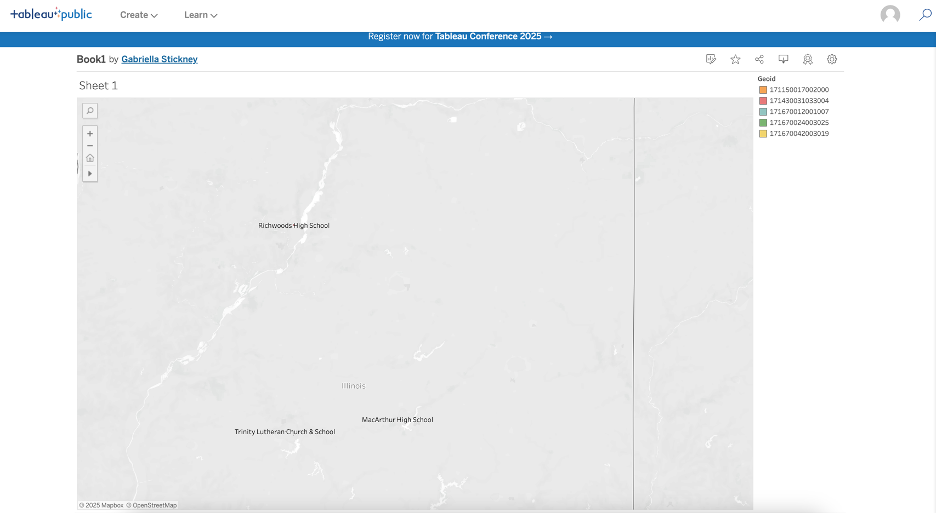 +ableau+public
Create
Learn
Register now for Tableau Conference 2025 →
Book1 by Gabriella Stickney
Sheet 1
Geoid
171150017002000
171430031033004
171670012001007
171670024003025
171670042003019
Richwoods High School
Illinois
MacArthur High School
Trinity Lutheran Church & School
© 2025 Mapbox © OpenStreetMap